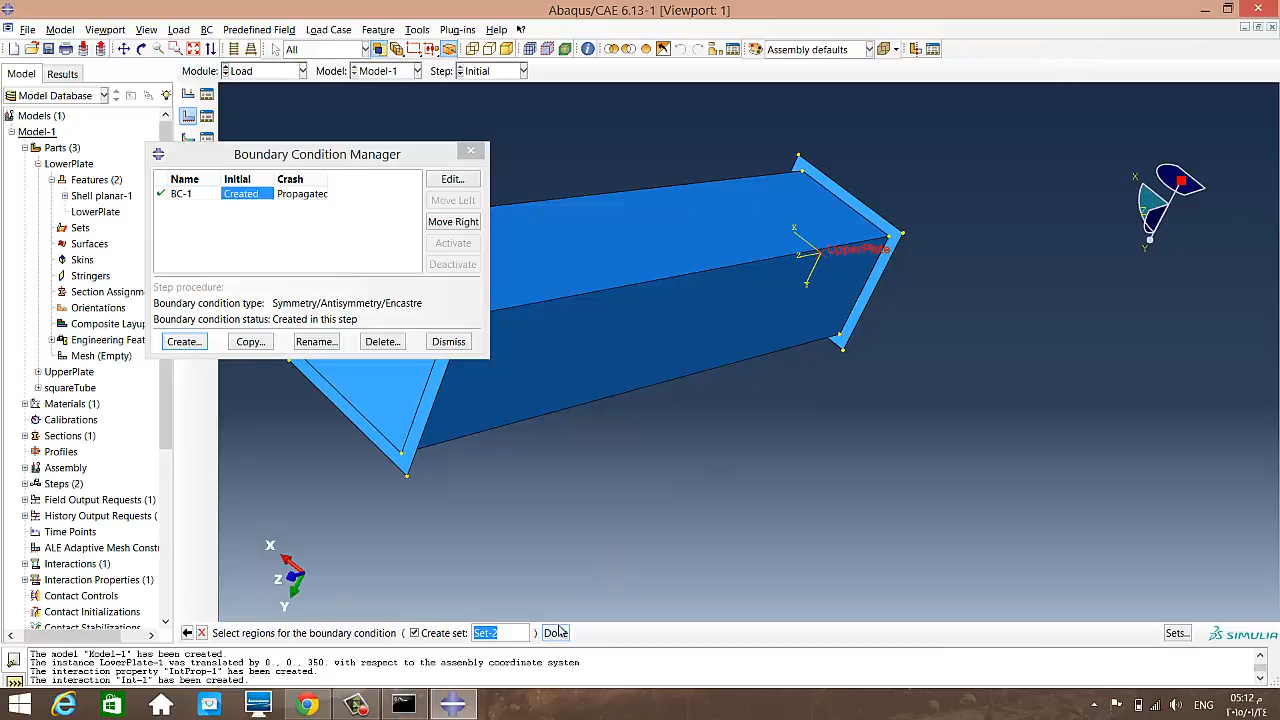 Abaqus/CAE 6.13-1 [Viewport: 1]
File Model Viewport View Load BC Predefined Field Load Case Feature Tools Plug-ins Help
All Assembly defaults
Model Results Module: Load Model: Model-1 Step: Initial
Model Database
Models (1)
Model-1
Parts (3)
LowerPlate
Features (2)
Shell planar-1
LowerPlate
Sets
Surfaces
Skins
Stringers
Section Assignm
Orientations
Composite Layup
Engineering Feature
Mesh (Empty)
UpperPlate
squareTube
Materials (1)
Calibrations
Sections (1)
Profiles
Assembly
Steps (2)
Field Output Requests (1)
History Output Requests (
Time Points
ALE Adaptive Mesh Const
Interactions (1)
Interaction Properties (1)
Contact Controls
Contact Initializations
Contact Stabilizations
Boundary Condition Manager
Name Initial Crash
BC-1 Created Propagated
Edit...
Move Left
Move Right
Activate
Deactivate
Step procedure:
Boundary condition type: Symmetry/Antisymmetry/Encastre
Boundary condition status: Created in this step
Create... Copy... Rename... Delete... Dismiss
UpperPlate
X
Z
Y
X
Z
Y
X
Z
Y
Select regions for the boundary condition ( Create set: Set-2 ) Done
Sets...
SIMULIA
The model "Model-1" has been created.
The instance LowerPlate-1 was translated by 0., 0., 350. with respect to the assembly coordinate system
The interaction property "IntProp-1" has been created.
The interaction "Int-1" has been created.
ENG
05:12 م